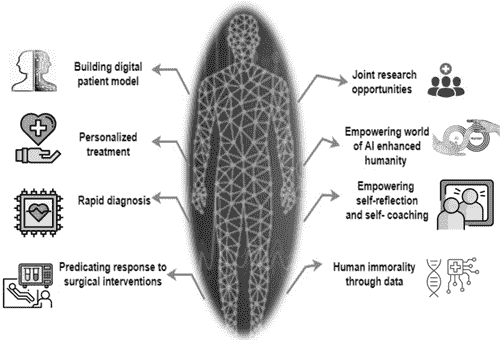 Building digital
patient model
Personalized
treatment
Rapid diagnosis
Predicating response to
surgical interventions
Joint research
opportunities
Empowering world
of AI enhanced
humanity
Empowering
self-reflection
and self- coaching
Human immorality
through data